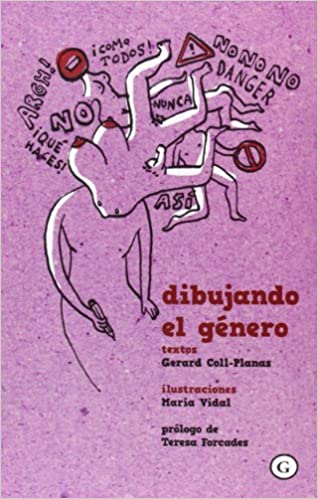 ARGH!
¡COMO
TODOS!
NO NO NO
DANGER
NO
NUNCA
¡QUÉ
HACES!
ASÍ
dibujando
el género
textos
Gerard Coll-Planas
ilustraciones
Maria Vidal
prólogo de
Teresa Forcades
G